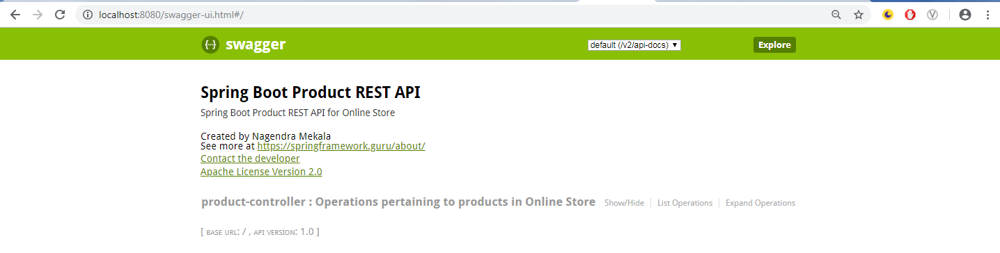 localhost:8080/swagger-ui.html#/
{···} swagger default (/v2/api-docs) Explore
Spring Boot Product REST API
Spring Boot Product REST API for Online Store
Created by Nagendra Mekala
See more at https://springframework.guru/about/
Contact the developer
Apache License Version 2.0
product-controller : Operations pertaining to products in Online Store Show/Hide List Operations Expand Operations
[ BASE URL: / , API VERSION: 1.0 ]